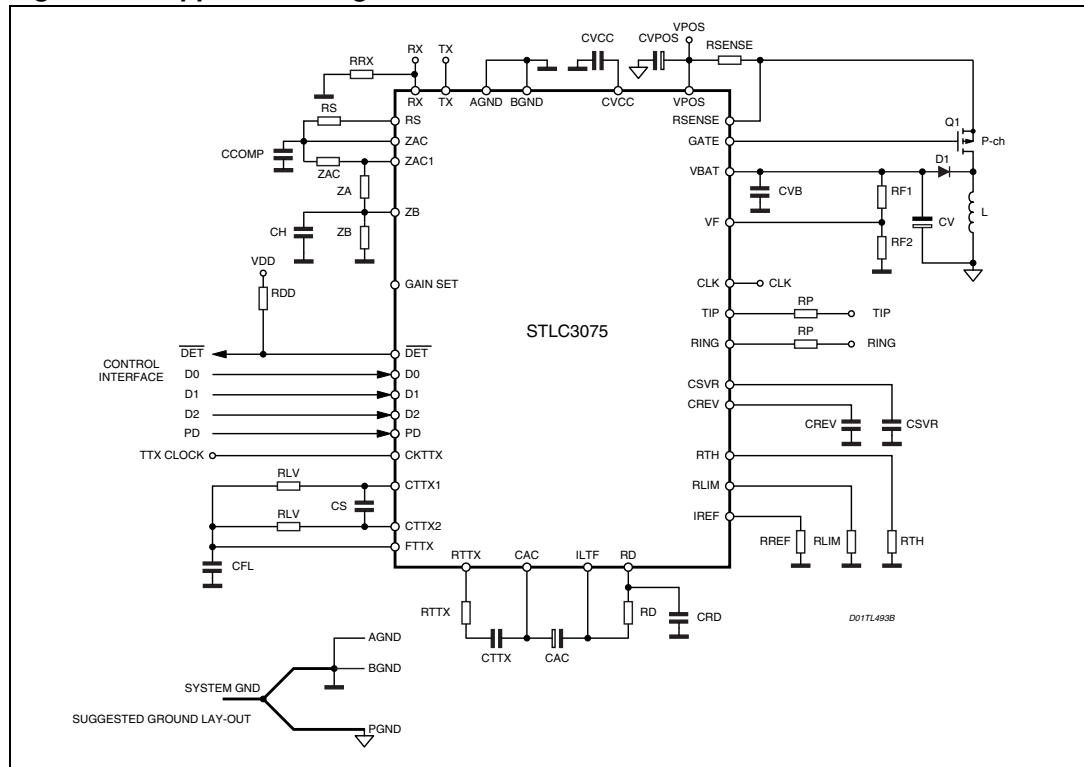 VPOS
RX TX
CVCC CVPOS RSENSE
RRX
RX TX AGND BGND CVCC VPOS
RS
RS
RSENSE
ZAC
GATE
Q1
P-ch
CCOMP
ZAC1
ZAC
VBAT
D1
ZA
CVB
RF1
CV
L
CH
ZB
ZB
VF
RF2
VDD
RDD
GAIN SET
CLK
CLK
TIP
RP
TIP
STLC3075
RING
RP
RING
CONTROL
INTERFACE
DET
DET
D0
D0
D1
D1
D2
D2
PD
PD
CSVR
CREV
CREV
CSVR
TTX CLOCK
CKTTX
RTH
RLV
CTTX1
CS
RLIM
RLV
CTTX2
IREF
FTTX
CFL
RREF RLIM RTH
RTTX CAC ILTF RD
RTTX
RD
CRD
CTTX
CAC
D01TL493B
AGND
BGND
SYSTEM GND
SUGGESTED GROUND LAY-OUT
PGND